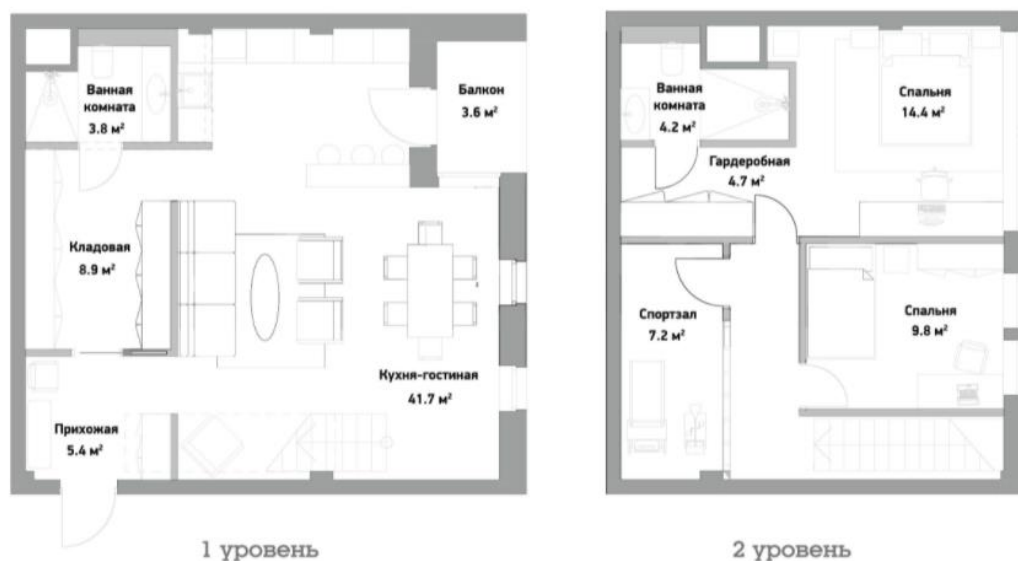 Ванная
комната
3.8 м²
Балкон
3.6 м²
Кладовая
8.9 м²
Кухня-гостиная
41.7 м²
Прихожая
5.4 м²
1 уровень
Ванная
комната
4.2 м²
Спальня
14.4 м²
Гардеробная
4.7 м²
Спортзал
7.2 м²
Спальня
9.8 м²
2 уровень